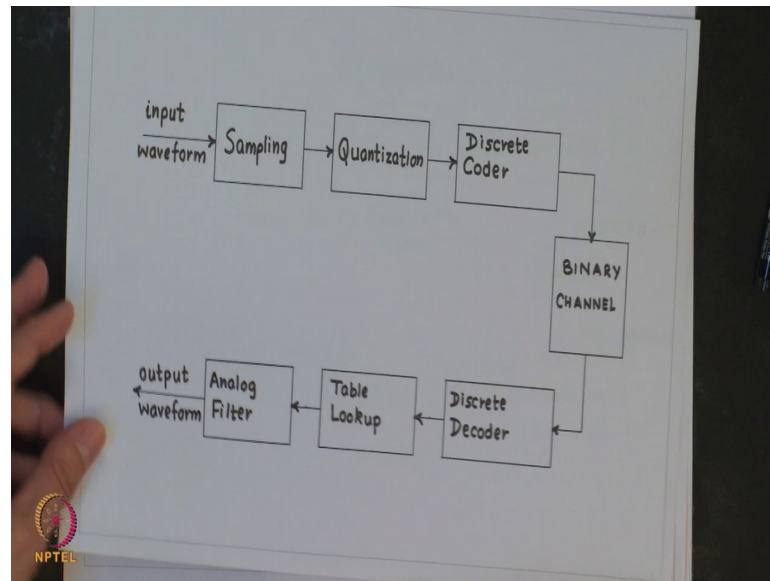 input
waveform
Sampling
Quantization
Discrete
Coder
BINARY
CHANNEL
Discrete
Decoder
Table
Lookup
Analog
Filter
output
waveform
NPTEL